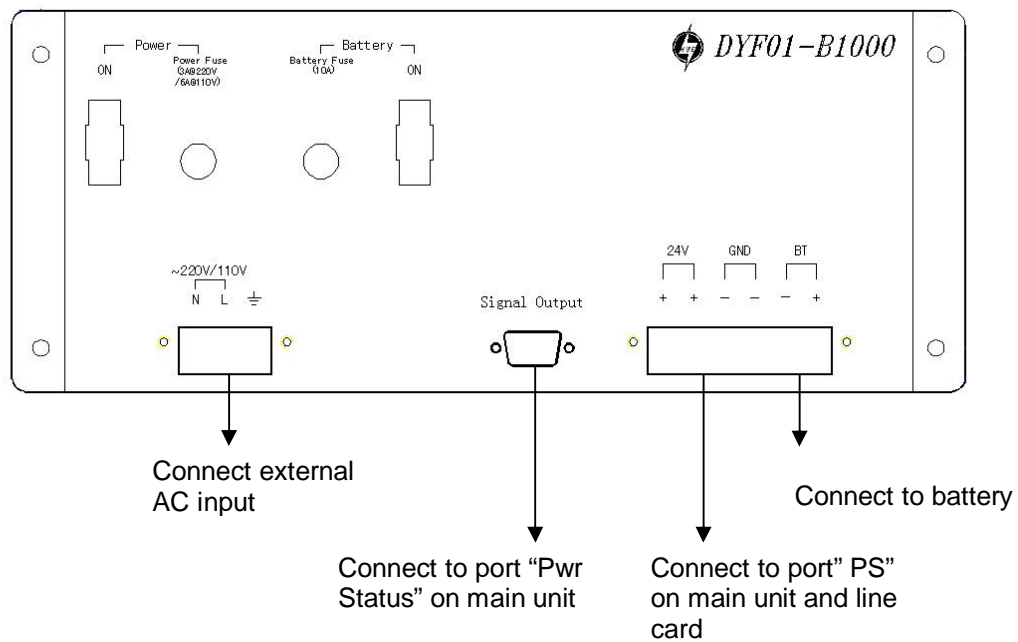 Power
Battery
DYF01-B1000
ON
Power Fuse
(3A@220V
/6A@110V)
Battery Fuse
(10A)
ON
24V GND BT
+ + − − − +
~220V/110V
N L
Signal Output
Connect external
AC input
Connect to battery
Connect to port “Pwr
Status” on main unit
Connect to port” PS”
on main unit and line
card